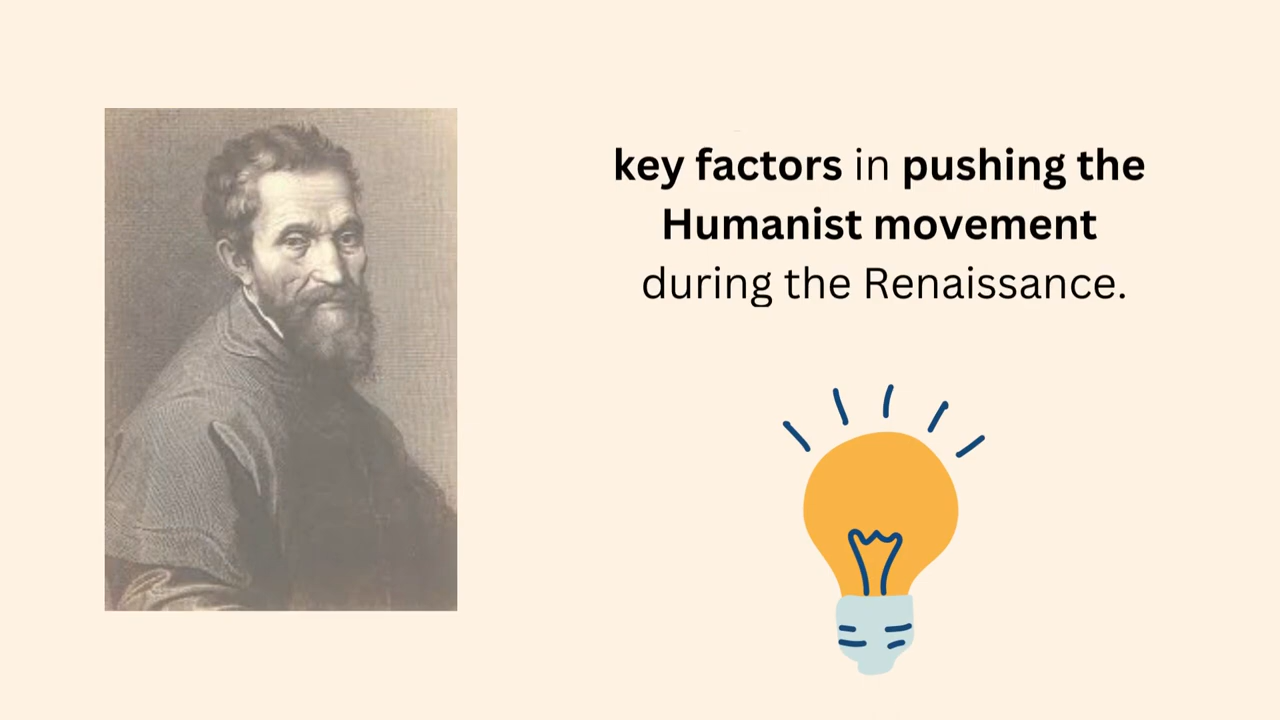 key factors in pushing the
Humanist movement
during the Renaissance.